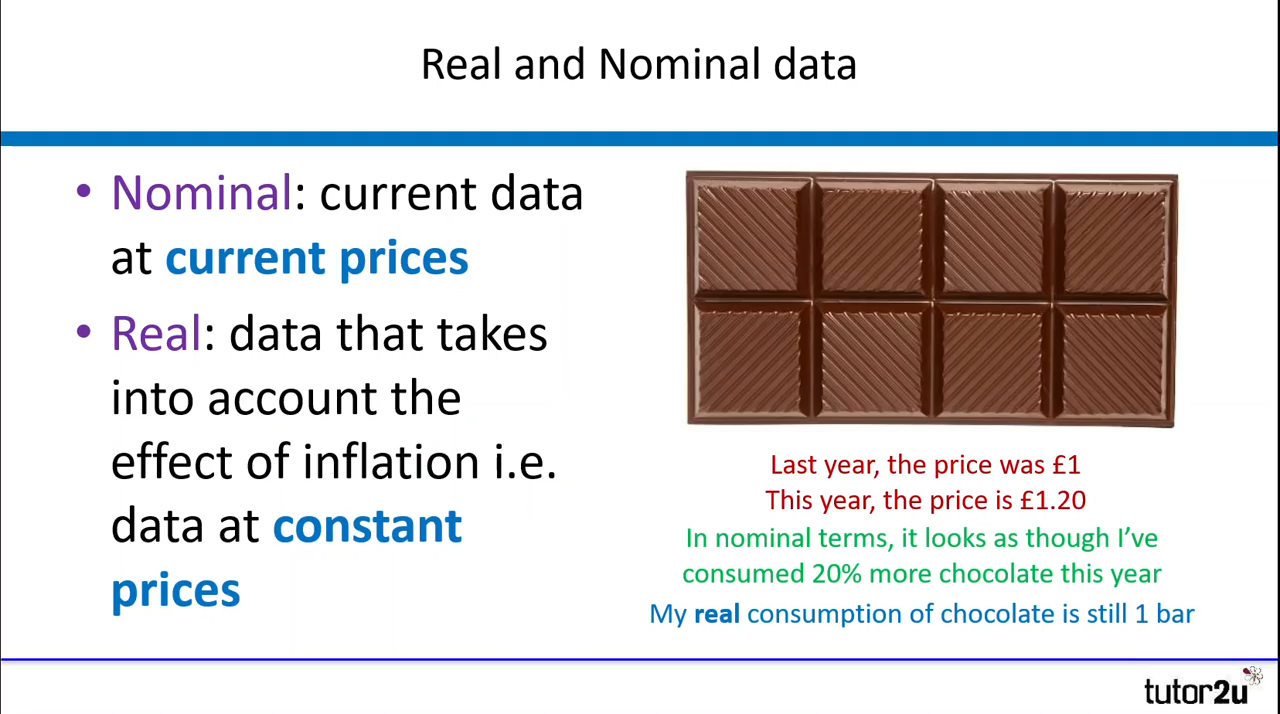 Real and Nominal data
• Nominal: current data
at current prices
• Real: data that takes
into account the
effect of inflation i.e.
data at constant
prices
Last year, the price was £1
This year, the price is £1.20
In nominal terms, it looks as though I’ve
consumed 20% more chocolate this year
My real consumption of chocolate is still 1 bar
tutor2u